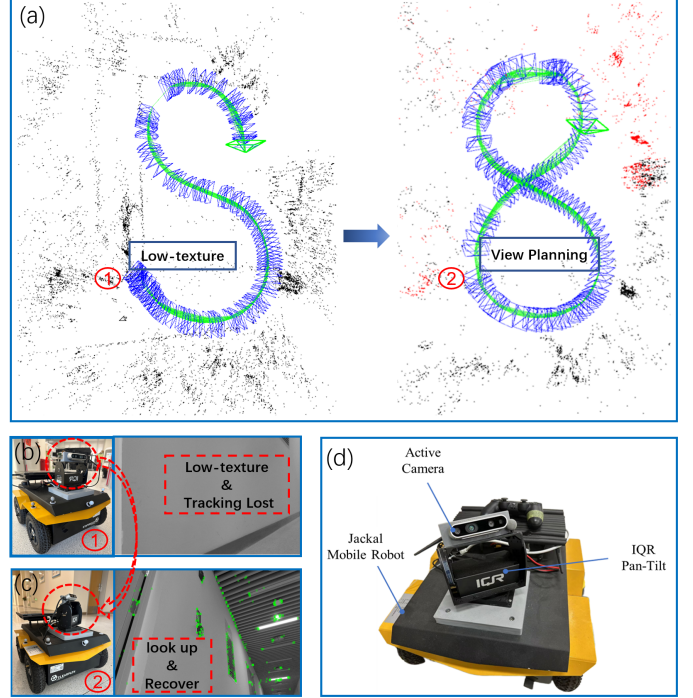 (a)
Low-texture
1
View Planning
2
(b)
Low-texture
&
Tracking Lost
1
(c)
look up
&
Recover
2
(d)
Active
Camera
Jackal
Mobile Robot
IQR
Pan-Tilt